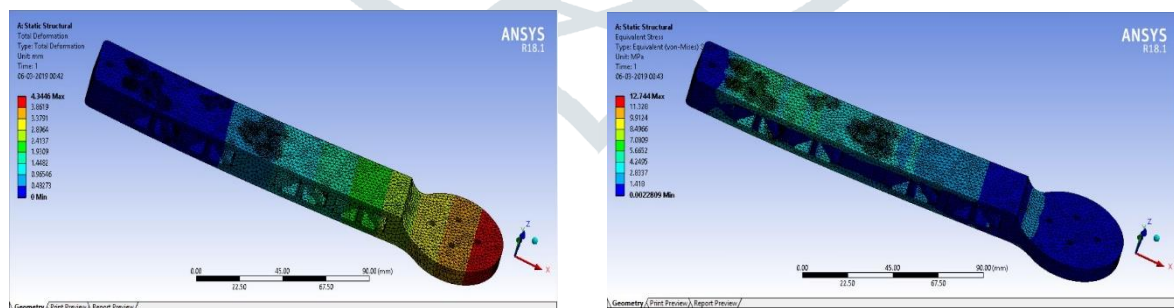 A: Static Structural
Total Deformation
Type: Total Deformation
Unit: mm
Time: 1
06-03-2019 00:42
4.3446 Max
3.8619
3.3791
2.8964
2.4137
1.9309
1.4482
0.96546
0.48273
0 Min
ANSYS
R18.1
0.00
45.00
90.00 (mm)
22.50
67.50
Z
X
Geometry Print Preview Report Preview
A: Static Structural
Equivalent Stress
Type: Equivalent (von-Mises)
Unit: MPa
Time: 1
06-03-2019 00:43
12.744 Max
11.328
9.9124
8.4966
7.0809
5.6652
4.2495
2.8337
1.418
0.0022809 Min
ANSYS
R18.1
0.00
45.00
90.00 (mm)
22.50
67.50
Z
X
Geometry Print Preview Report Preview